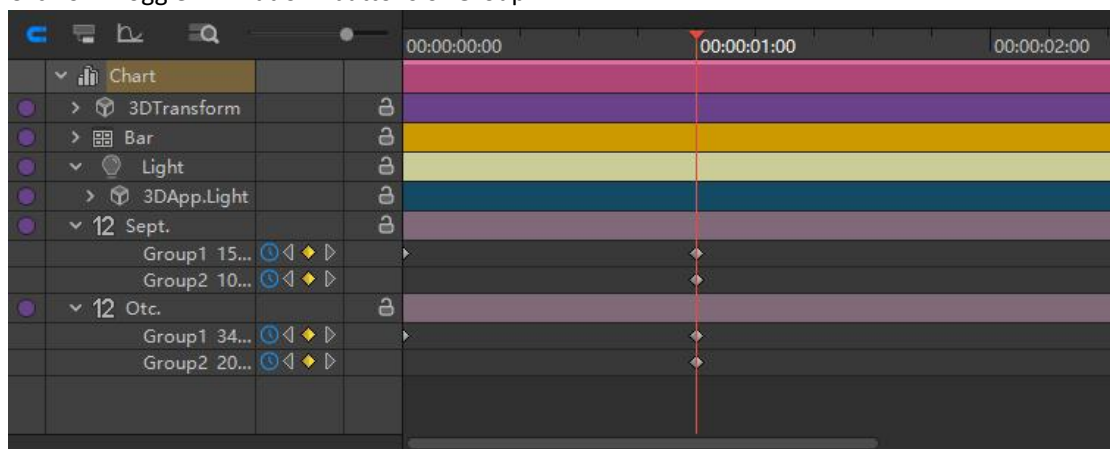 00:00:00:00 00:00:01:00 00:00:02:00
Chart
3DTransform
Bar
Light
3DApp.Light
12 Sept.
Group1 15...
Group2 10...
12 Otc.
Group1 34...
Group2 20...